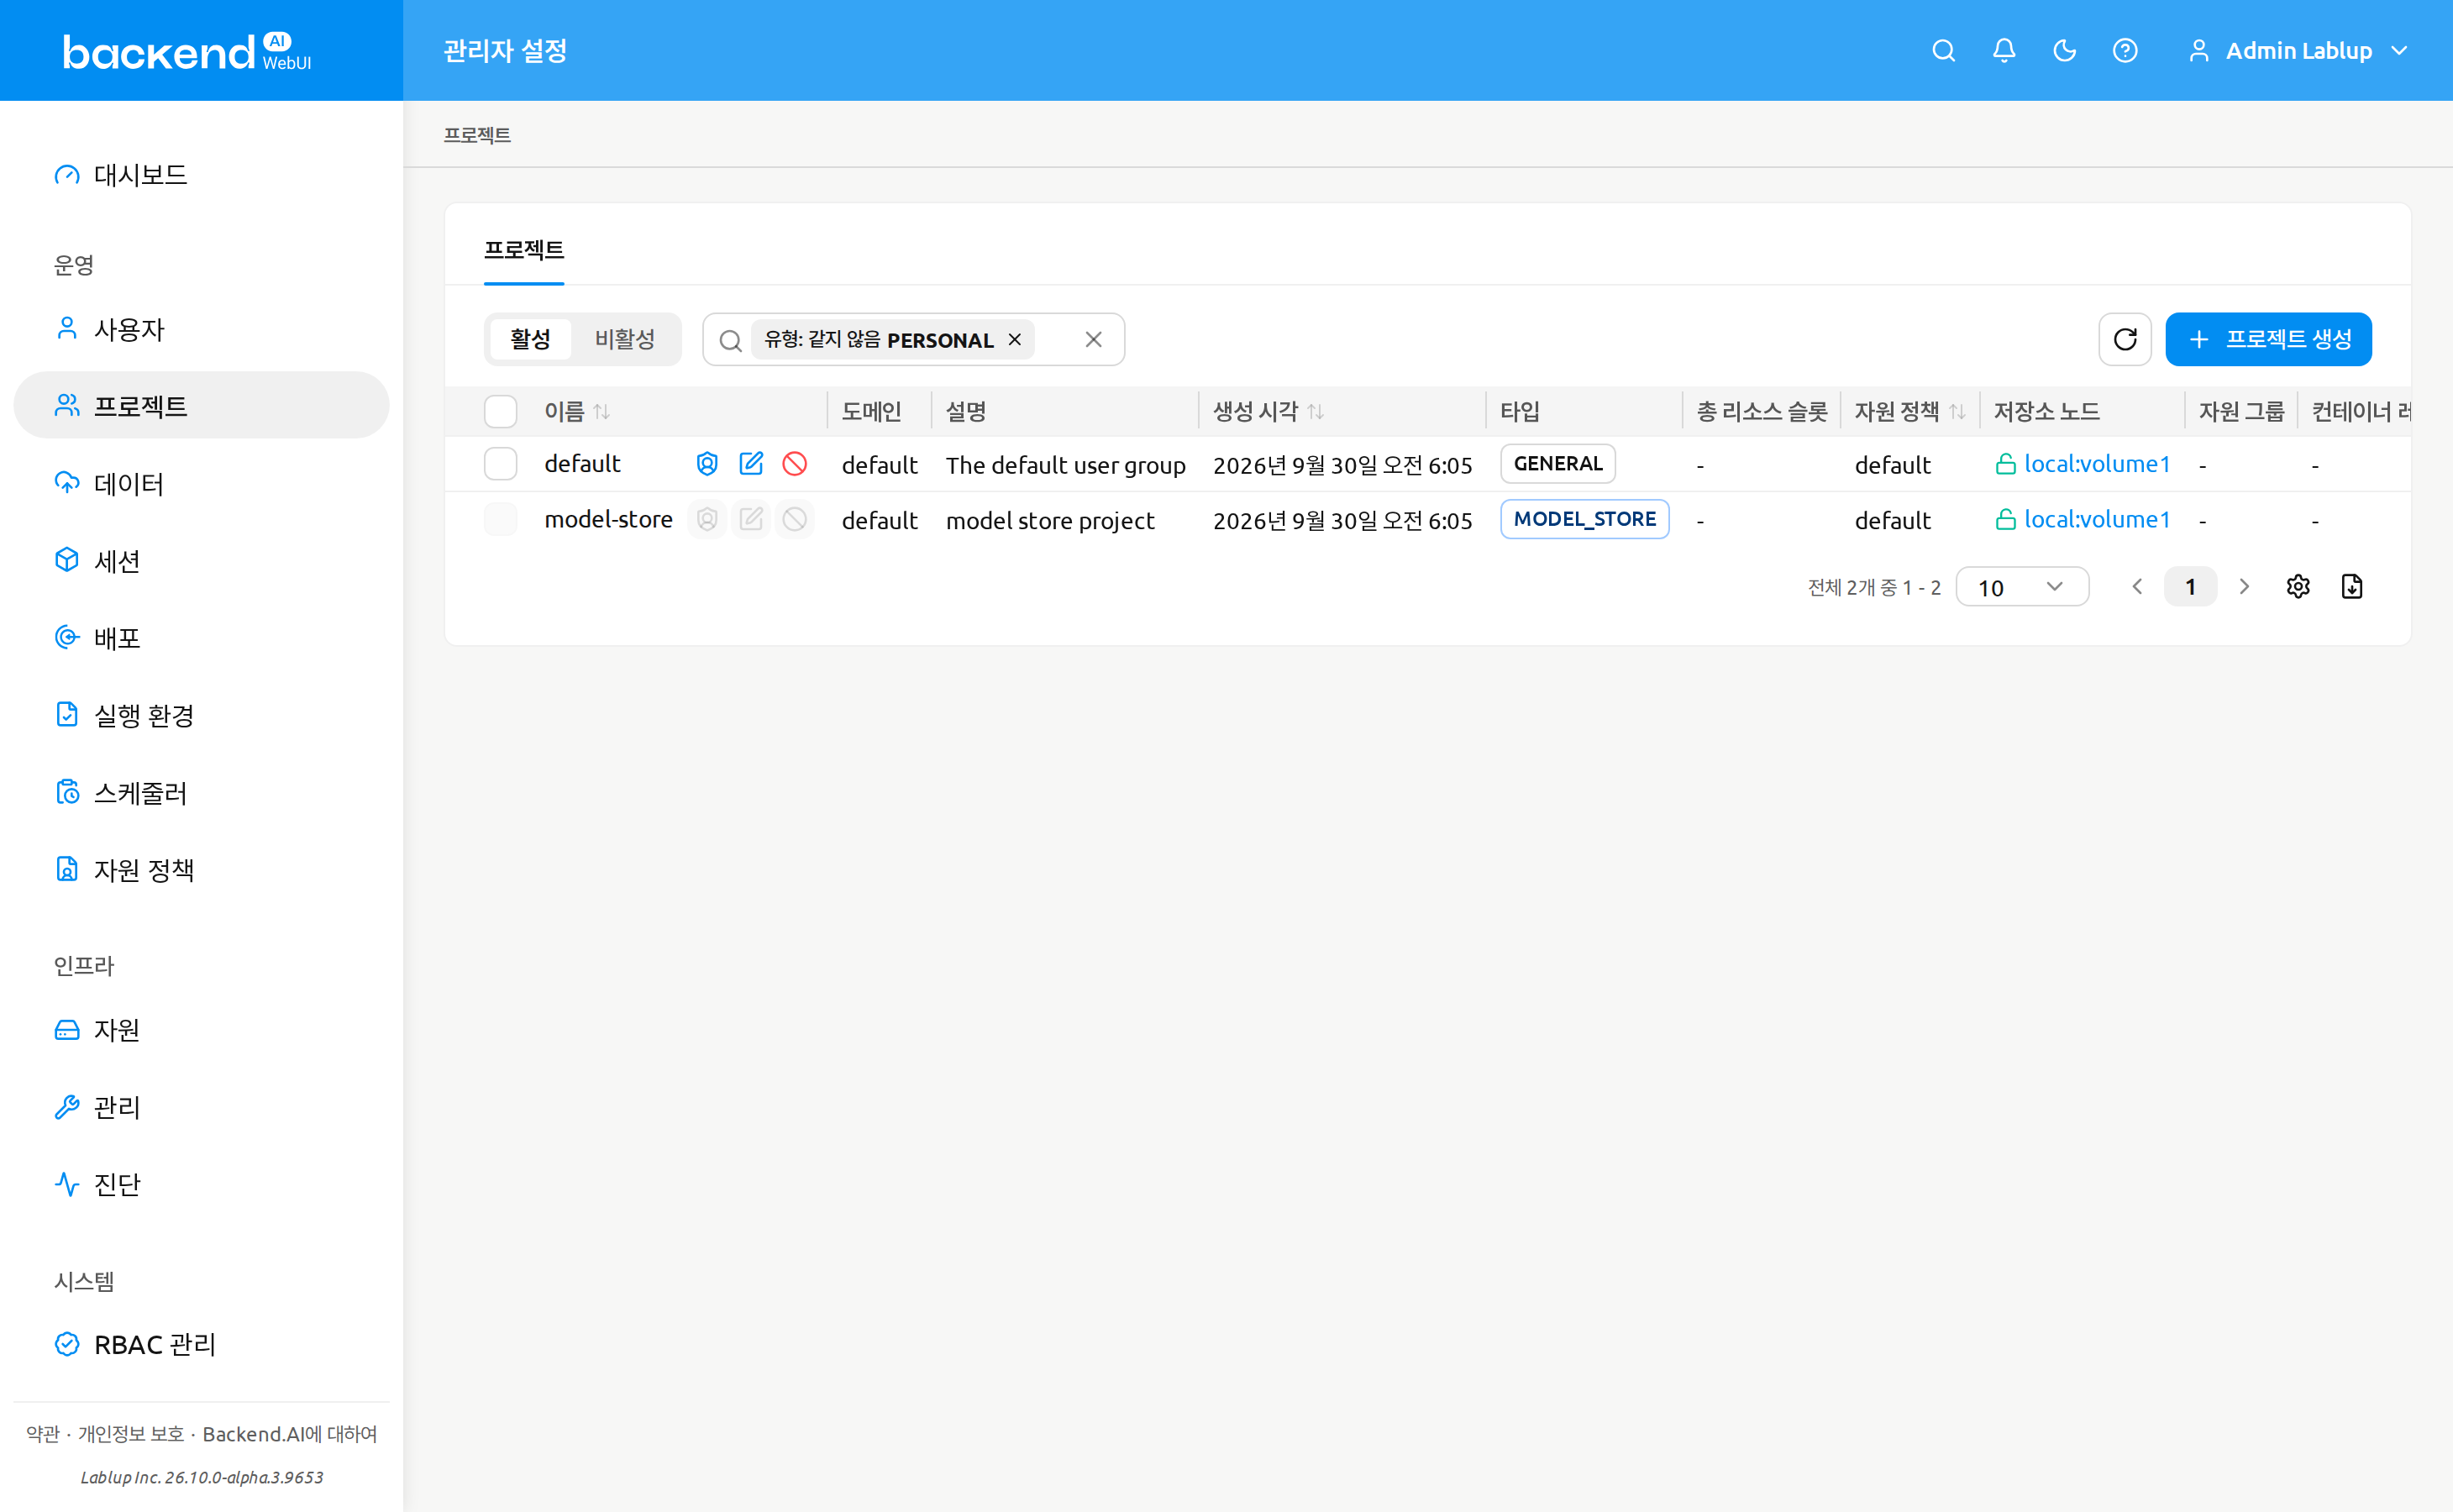 backend AI WebUI
관리자 설정
Admin Lablup
프로젝트
대시보드
운영
사용자
프로젝트
데이터
세션
배포
실행 환경
스케줄러
자원 정책
인프라
자원
관리
진단
시스템
RBAC 관리
약관 · 개인정보 보호 · Backend.AI에 대하여
Lablup Inc. 26.10.0-alpha.3.9653
프로젝트
활성 비활성 유형: 같지 않음 PERSONAL 프로젝트 생성
이름 도메인 설명 생성 시각 타입 총 리소스 슬롯 자원 정책 저장소 노드 자원 그룹 컨테이너
default default The default user group 2026년 9월 30일 오전 6:05 GENERAL - default local:volume1 - -
model-store default model store project 2026년 9월 30일 오전 6:05 MODEL_STORE - default local:volume1 - -
전체 2개 중 1 - 2 10 1